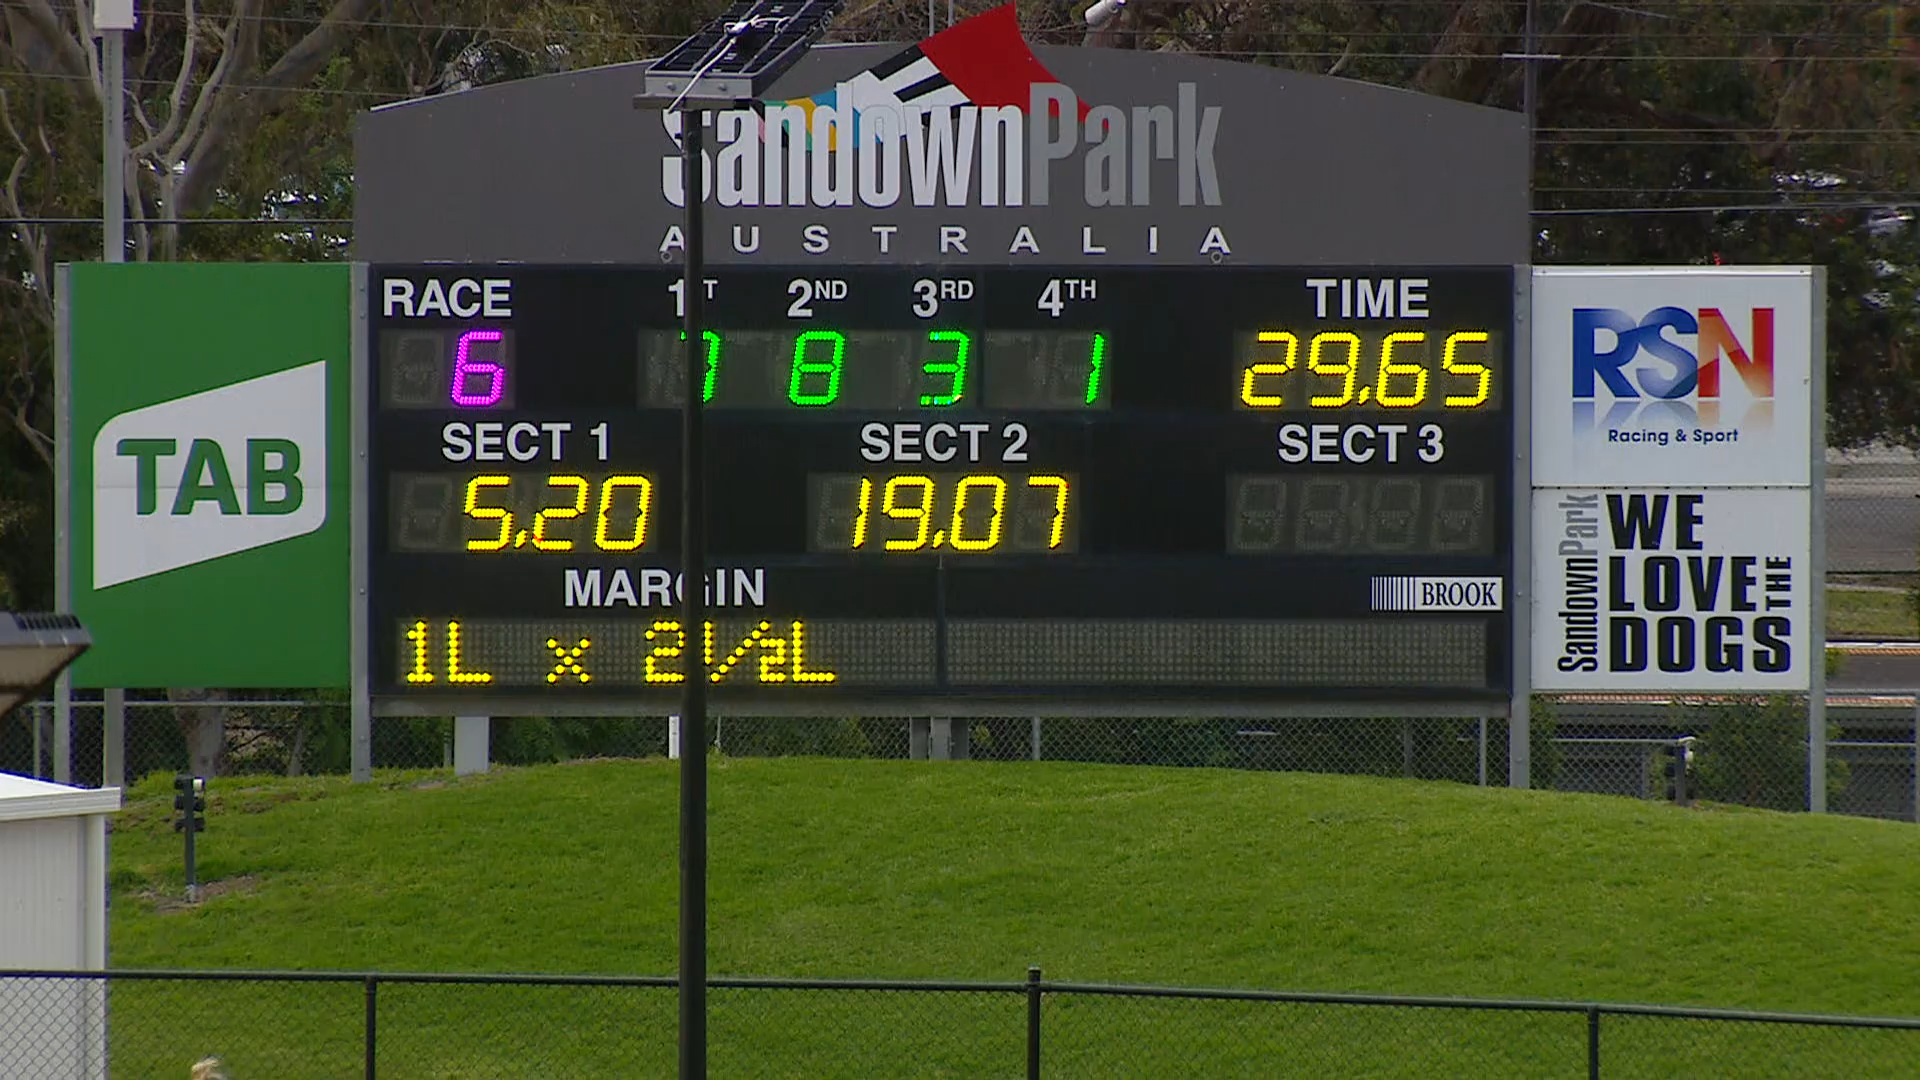 SandownPark
AUSTRALIA
RACE 1ST 2ND 3RD 4TH TIME
6 7 8 3 1 29.65
SECT 1 SECT 2 SECT 3
5.20 19.07
MARGIN
BROOK
1L x 2½L
TAB
RSN
Racing & Sport
SandownPark
WE
LOVE THE
DOGS